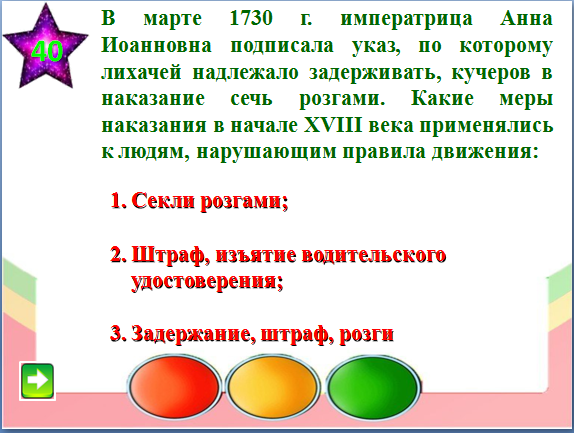 40
В марте 1730 г. императрица Анна
Иоанновна подписала указ, по которому
лихачей надлежало задерживать, кучеров в
наказание сечь розгами. Какие меры
наказания в начале XVIII века применялись
к людям, нарушающим правила движения:
1. Секли розгами;
2. Штраф, изъятие водительского
удостоверения;
3. Задержание, штраф, розги